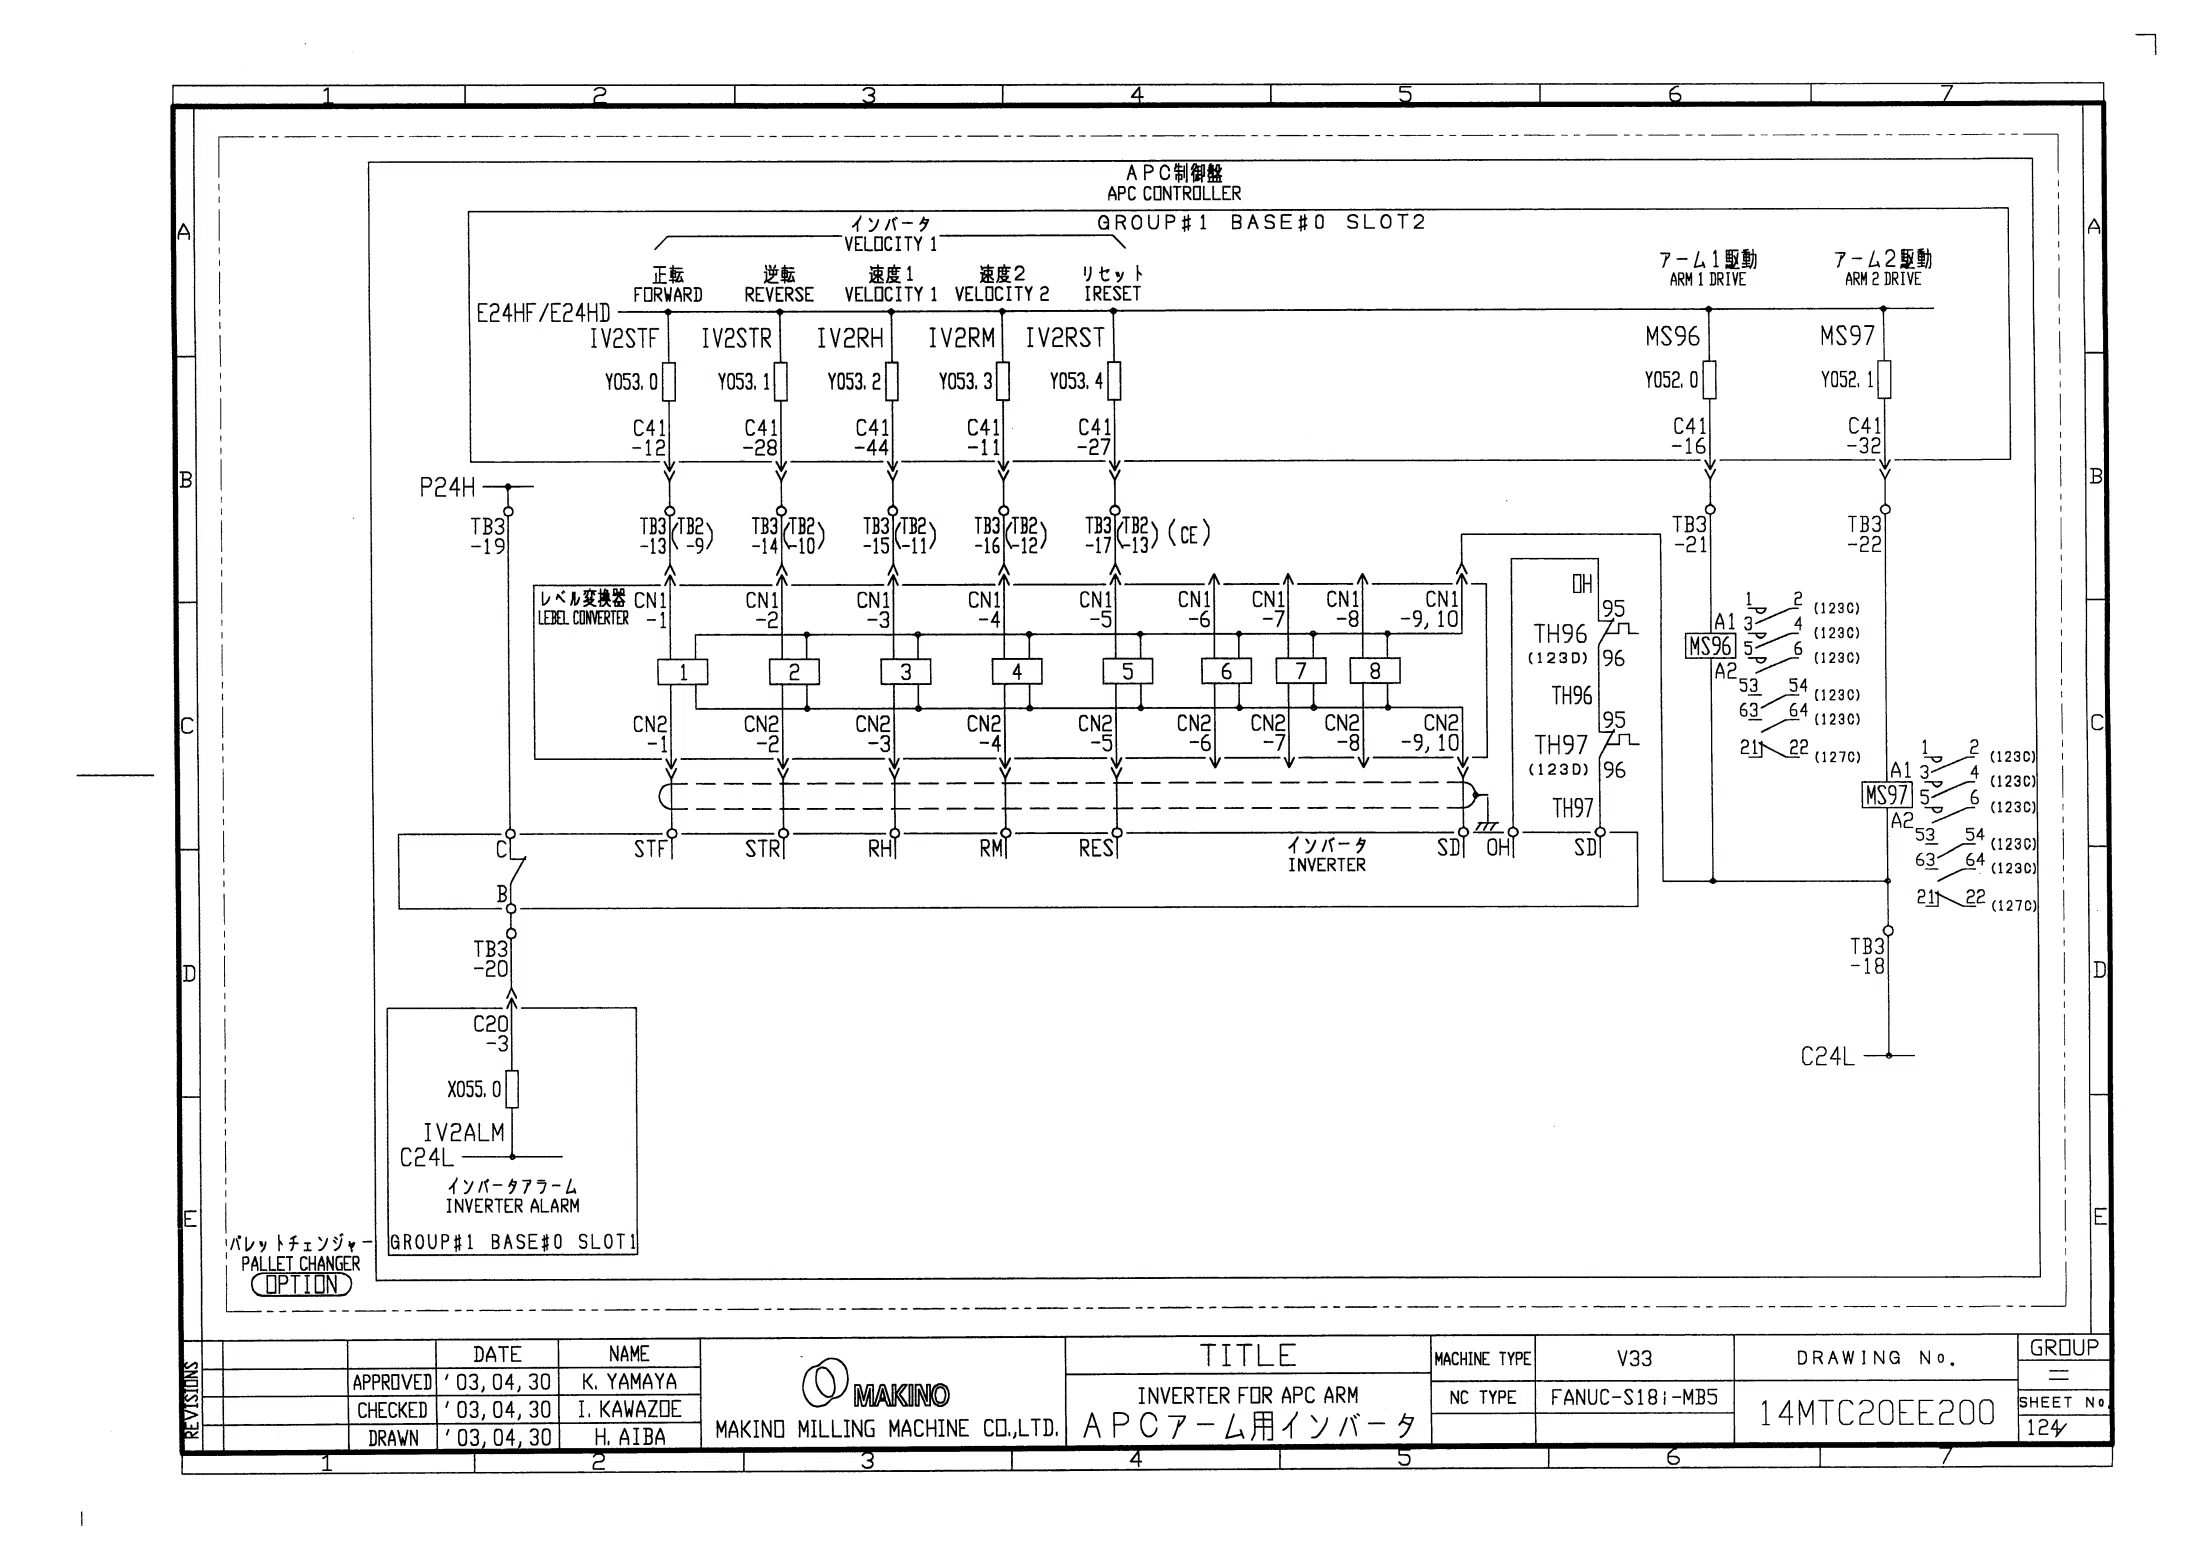 1 2 3 4 5 6 7
A A
B B
C C
D D
E E
APC制御盤
APC CONTROLLER
GROUP#1 BASE#0 SLOT2
インバータ
VELOCITY 1
正転 逆転 速度1 速度2 リセット
FORWARD REVERSE VELOCITY 1 VELOCITY 2 IRESET
アーム1駆動 アーム2駆動
ARM 1 DRIVE ARM 2 DRIVE
E24HF/E24HD
IV2STF IV2STR IV2RH IV2RM IV2RST MS96 MS97
Y053.0 Y053.1 Y053.2 Y053.3 Y053.4 Y052.0 Y052.1
C41 C41 C41 C41 C41 C41 C41
-12 -28 -44 -11 -27 -16 -32
P24H
TB3 TB3(TB2 TB3(TB2 TB3(TB2 TB3(TB2 TB3(TB2 (CE) TB3 TB3
-19 -13 -9) -14 -10) -15 -11) -16 -12) -17 -13) -21 -22
レベル変換器
LEBEL CONVERTER
CN1 CN1 CN1 CN1 CN1 CN1 CN1 CN1 CN1
-1 -2 -3 -4 -5 -6 -7 -8 -9,10
1 2 3 4 5 6 7 8
CN2 CN2 CN2 CN2 CN2 CN2 CN2 CN2 CN2
-1 -2 -3 -4 -5 -6 -7 -8 -9,10
OH
95
TH96
(123D) 96
TH96
95
TH97
(123D) 96
TH97
A1
MS96
A2
1 2 (123C)
3 4 (123C)
5 6 (123C)
53 54 (123C)
63 64 (123C)
21 22 (127C)
A1
MS97
A2
1 2 (123C)
3 4 (123C)
5 6 (123C)
53 54 (123C)
63 64 (123C)
21 22 (127C)
C STF STR RH RM RES インバータ SD OH SD
INVERTER
B
TB3
-20
TB3
-18
C24L
C20
-3
X055.0
IV2ALM
C24L
インバータアラーム
INVERTER ALARM
GROUP#1 BASE#0 SLOT1
パレットチェンジャー
PALLET CHANGER
OPTION
REVISIONS
DATE NAME
APPROVED '03,04,30 K. YAMAYA
CHECKED '03,04,30 I. KAWAZOE
DRAWN '03,04,30 H. AIBA
MAKINO
MAKINO MILLING MACHINE CO.,LTD.
TITLE
INVERTER FOR APC ARM
APCアーム用インバータ
MACHINE TYPE V33
NC TYPE FANUC-S18i-MB5
DRAWING No.
14MTC20EE200
GROUP
=
SHEET No.
124/
1 2 3 4 5 6 7